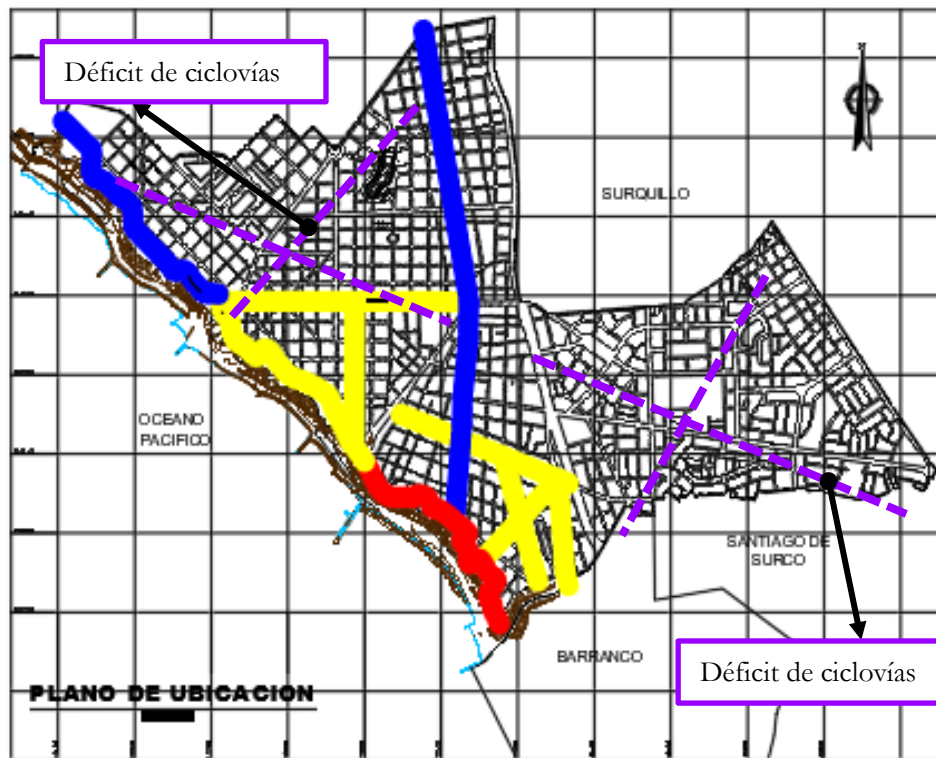 Déficit de ciclovías
SURQUILLO
OCEANO
PACIFICO
SANTIAGO DE
SURCO
BARRANCO
Déficit de ciclovías
PLANO DE UBICACION